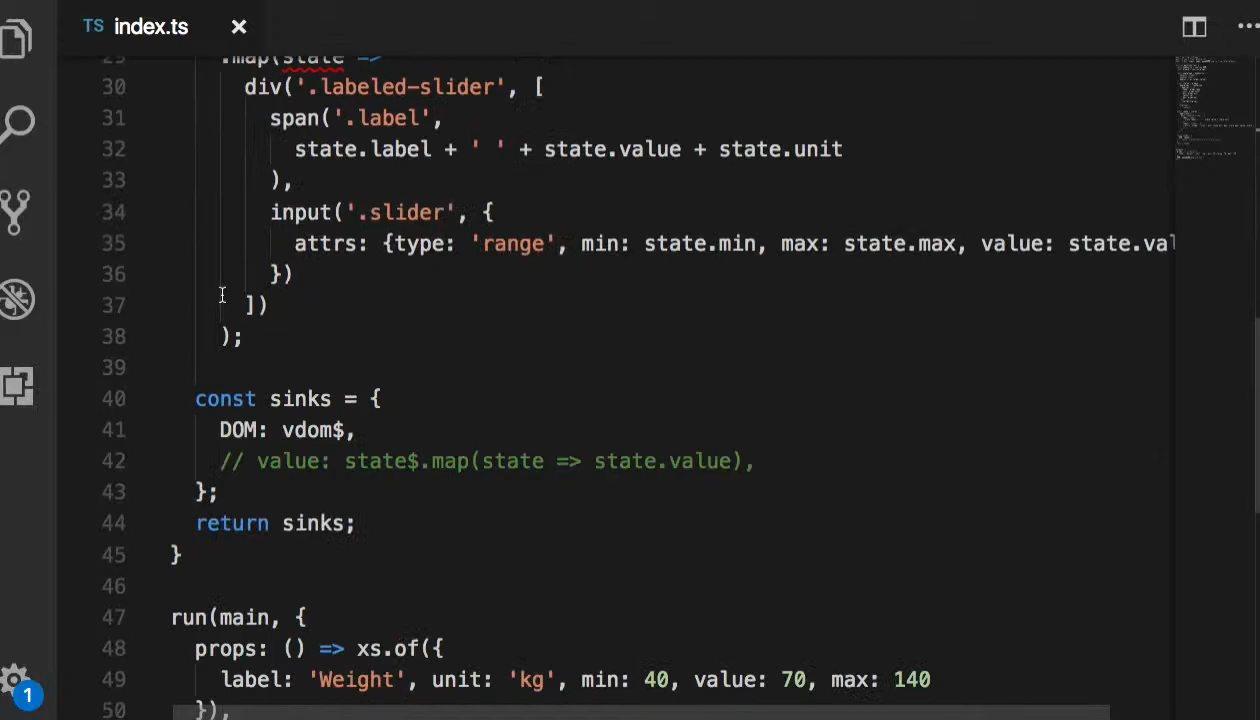 TS index.ts
29 .map(state =>
30 div('.labeled-slider', [
31 span('.label',
32 state.label + ' ' + state.value + state.unit
33 ),
34 input('.slider', {
35 attrs: {type: 'range', min: state.min, max: state.max, value: state.val
36 })
37 ])
38 );
39
40 const sinks = {
41 DOM: vdom$,
42 // value: state$.map(state => state.value),
43 };
44 return sinks;
45 }
46
47 run(main, {
48 props: () => xs.of({
49 label: 'Weight', unit: 'kg', min: 40, value: 70, max: 140
50 }),
1